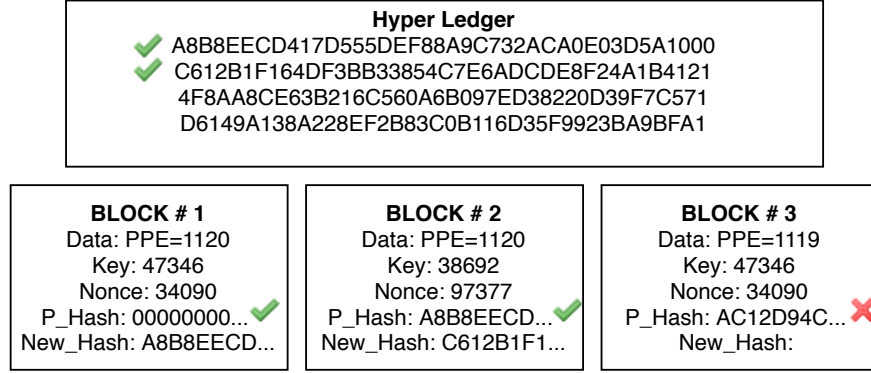 Hyper Ledger
A8B8EECD417D555DEF88A9C732ACA0E03D5A1000
C612B1F164DF3BB33854C7E6ADCDE8F24A1B4121
4F8AA8CE63B216C560A6B097ED38220D39F7C571
D6149A138A228EF2B83C0B116D35F9923BA9BFA1
BLOCK # 1
Data: PPE=1120
Key: 47346
Nonce: 34090
P_Hash: 00000000...
New_Hash: A8B8EECD...
BLOCK # 2
Data: PPE=1120
Key: 38692
Nonce: 97377
P_Hash: A8B8EECD...
New_Hash: C612B1F1...
BLOCK # 3
Data: PPE=1119
Key: 47346
Nonce: 34090
P_Hash: AC12D94C...
New_Hash: